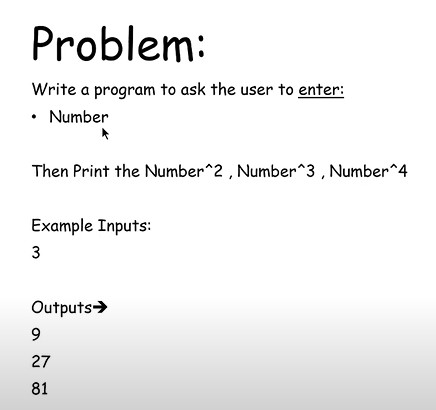 Problem:
Write a program to ask the user to enter:
• Number
Then Print the Number^2 , Number^3 , Number^4
Example Inputs:
3
Outputs➔
9
27
81